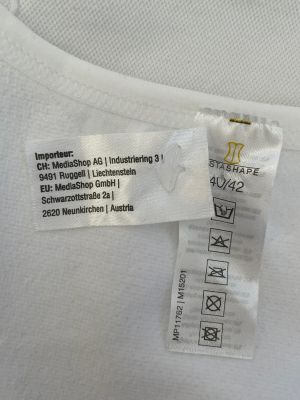 Importeur:
CH: MediaShop AG | Industriering 3 |
9491 Ruggell | Liechtenstein
EU: MediaShop GmbH |
Schwarzottstraße 2a |
2620 Neunkirchen | Austria
STASHAPE
40/42
MP11762 | M15201